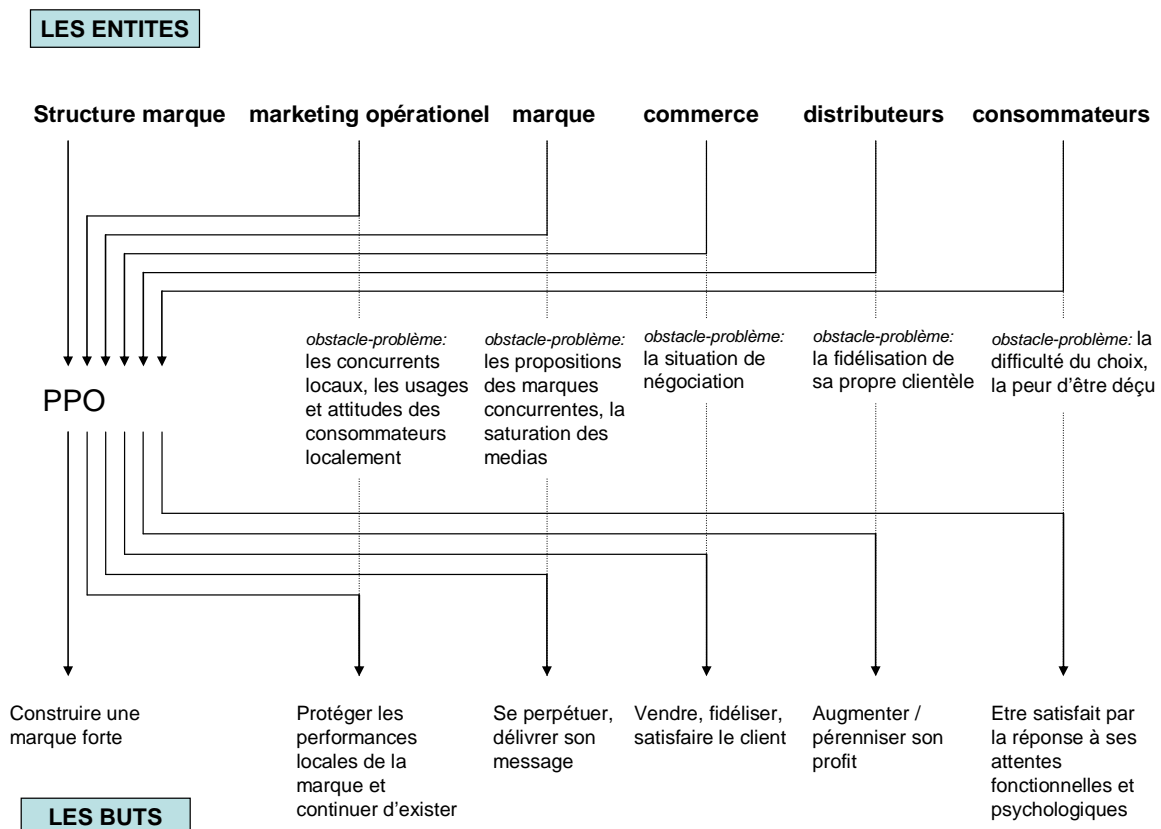 LES ENTITES
Structure marque
marketing opérationel
marque
commerce
distributeurs
consommateurs
PPO
obstacle-problème:
les concurrents
locaux, les usages
et attitudes des
consommateurs
localement
obstacle-problème:
les propositions
des marques
concurrentes, la
saturation des
medias
obstacle-problème:
la situation de
négociation
obstacle-problème:
la fidélisation de
sa propre clientèle
obstacle-problème: la
difficulté du choix,
la peur d’être déçu
Construire une
marque forte
Protéger les
performances
locales de la
marque et
continuer d’exister
Se perpétuer,
délivrer son
message
Vendre, fidéliser,
satisfaire le client
Augmenter /
pérenniser son
profit
Etre satisfait par
la réponse à ses
attentes
fonctionnelles et
psychologiques
LES BUTS